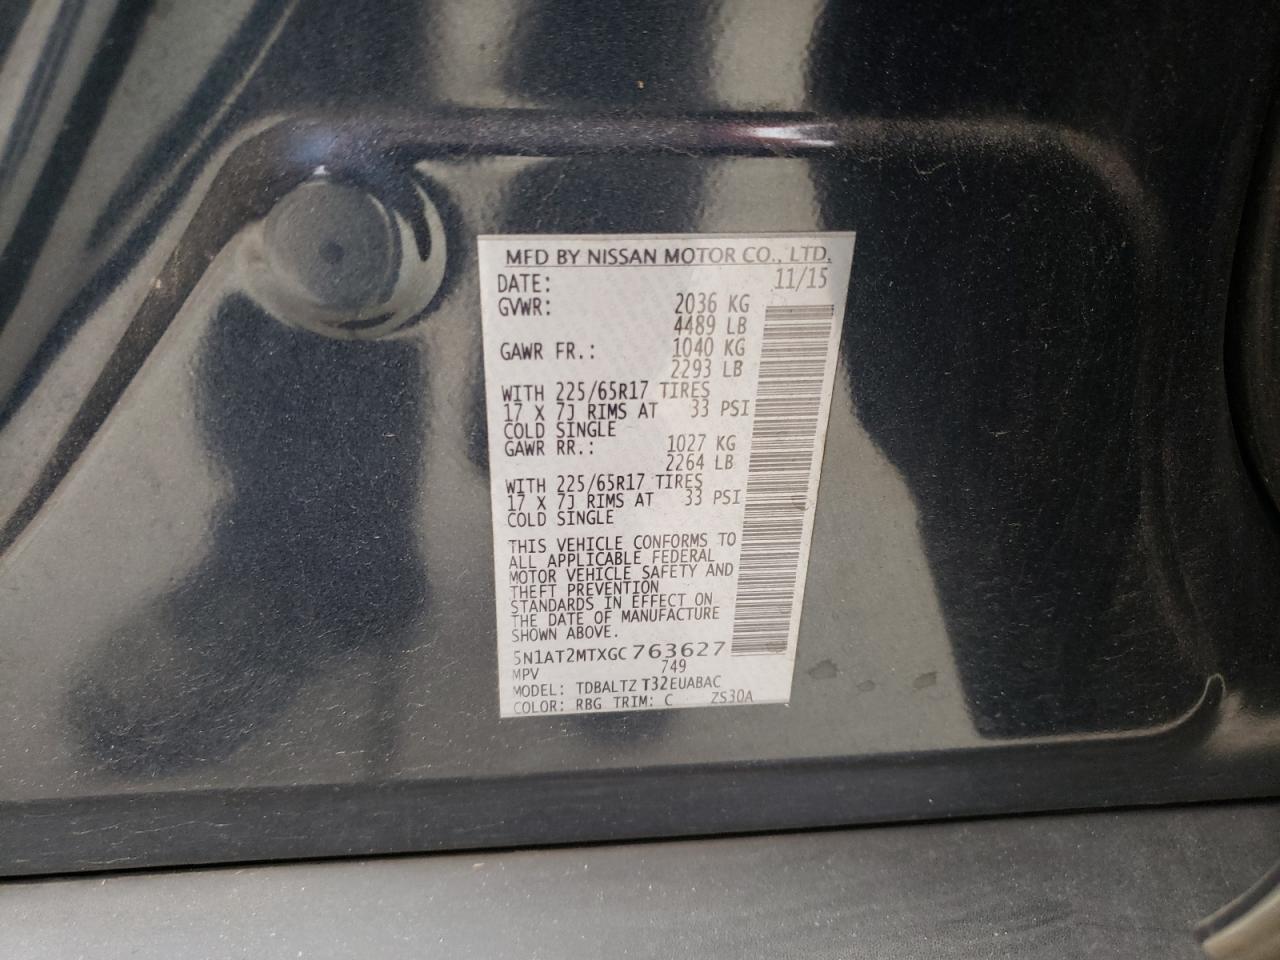 MFD BY NISSAN MOTOR CO., LTD.
DATE: 11/15
GVWR: 2036 KG
4489 LB
GAWR FR.: 1040 KG
2293 LB
WITH 225/65R17 TIRES
17 X 7J RIMS AT 33 PSI
COLD SINGLE
GAWR RR.: 1027 KG
2264 LB
WITH 225/65R17 TIRES
17 X 7J RIMS AT 33 PSI
COLD SINGLE
THIS VEHICLE CONFORMS TO
ALL APPLICABLE FEDERAL
MOTOR VEHICLE SAFETY AND
THEFT PREVENTION
STANDARDS IN EFFECT ON
THE DATE OF MANUFACTURE
SHOWN ABOVE.
5N1AT2MTXGC763627
MPV 749
MODEL: TDBALTZ T32EUABAC
COLOR: RBG TRIM: C ZS30A